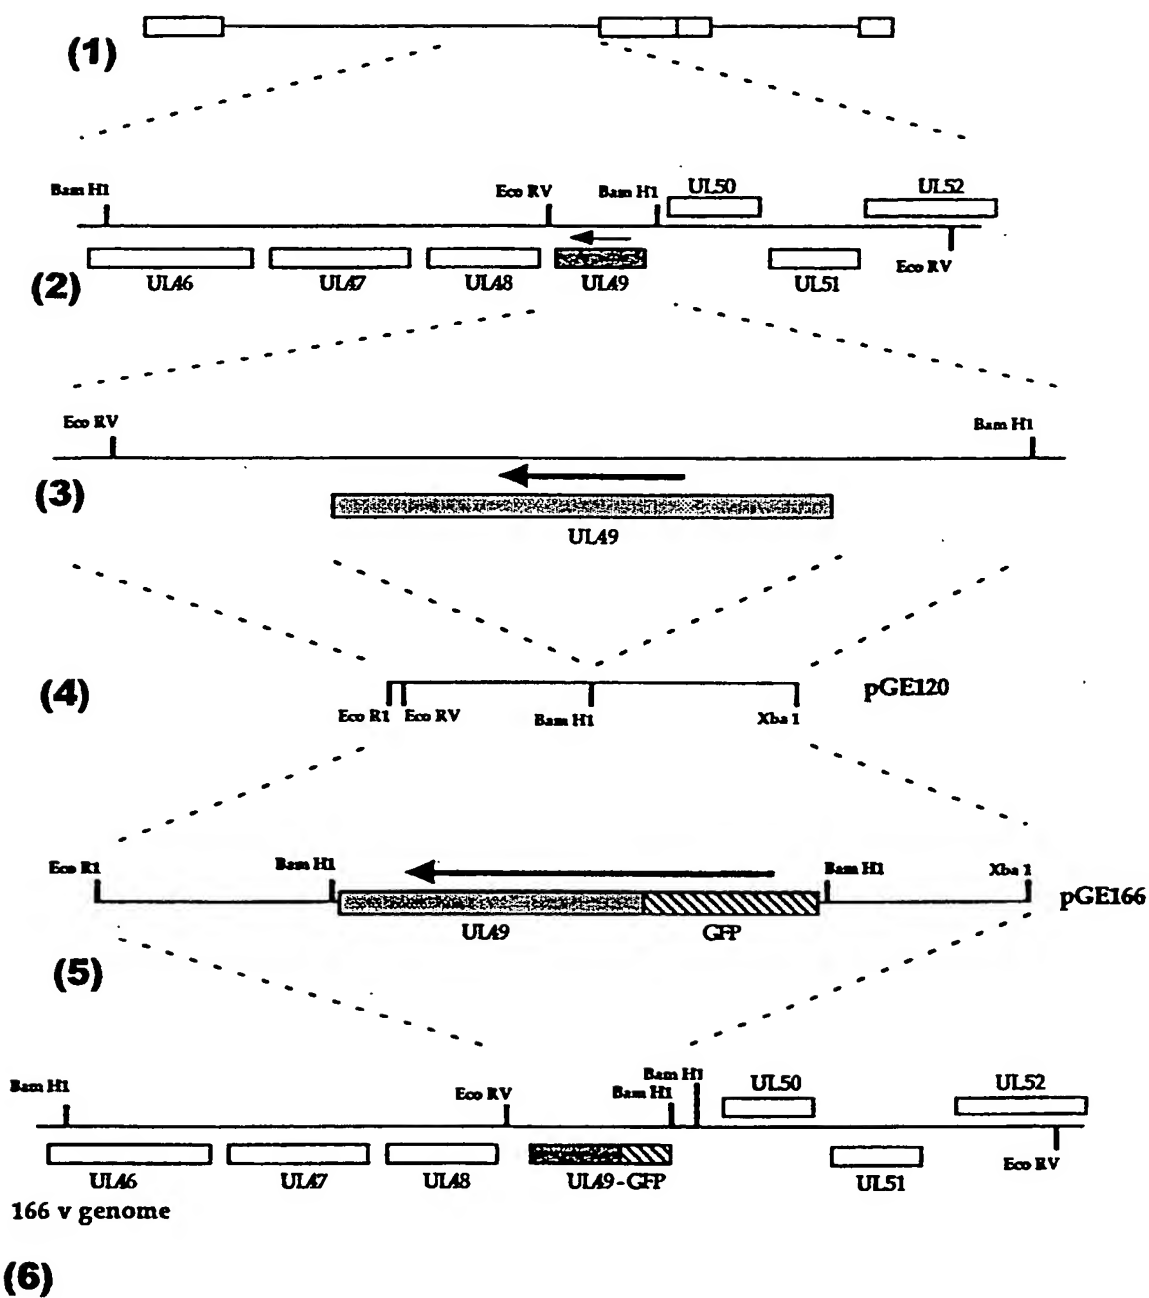 (1)
Bam H1
Eco RV
Bam H1
UL50
UL52
(2)
UL46
UL47
UL48
UL49
UL51
Eco RV
Eco RV
Bam H1
(3)
UL49
(4)
pGE120
Eco R1
Eco RV
Bam H1
Xba 1
Eco R1
Bam H1
Bam H1
Xba 1
pGE166
UL49
GFP
(5)
Bam H1
Eco RV
Bam H1
Bam H1
UL50
UL52
UL46
UL47
UL48
UL49-GFP
UL51
Eco RV
166 v genome
(6)